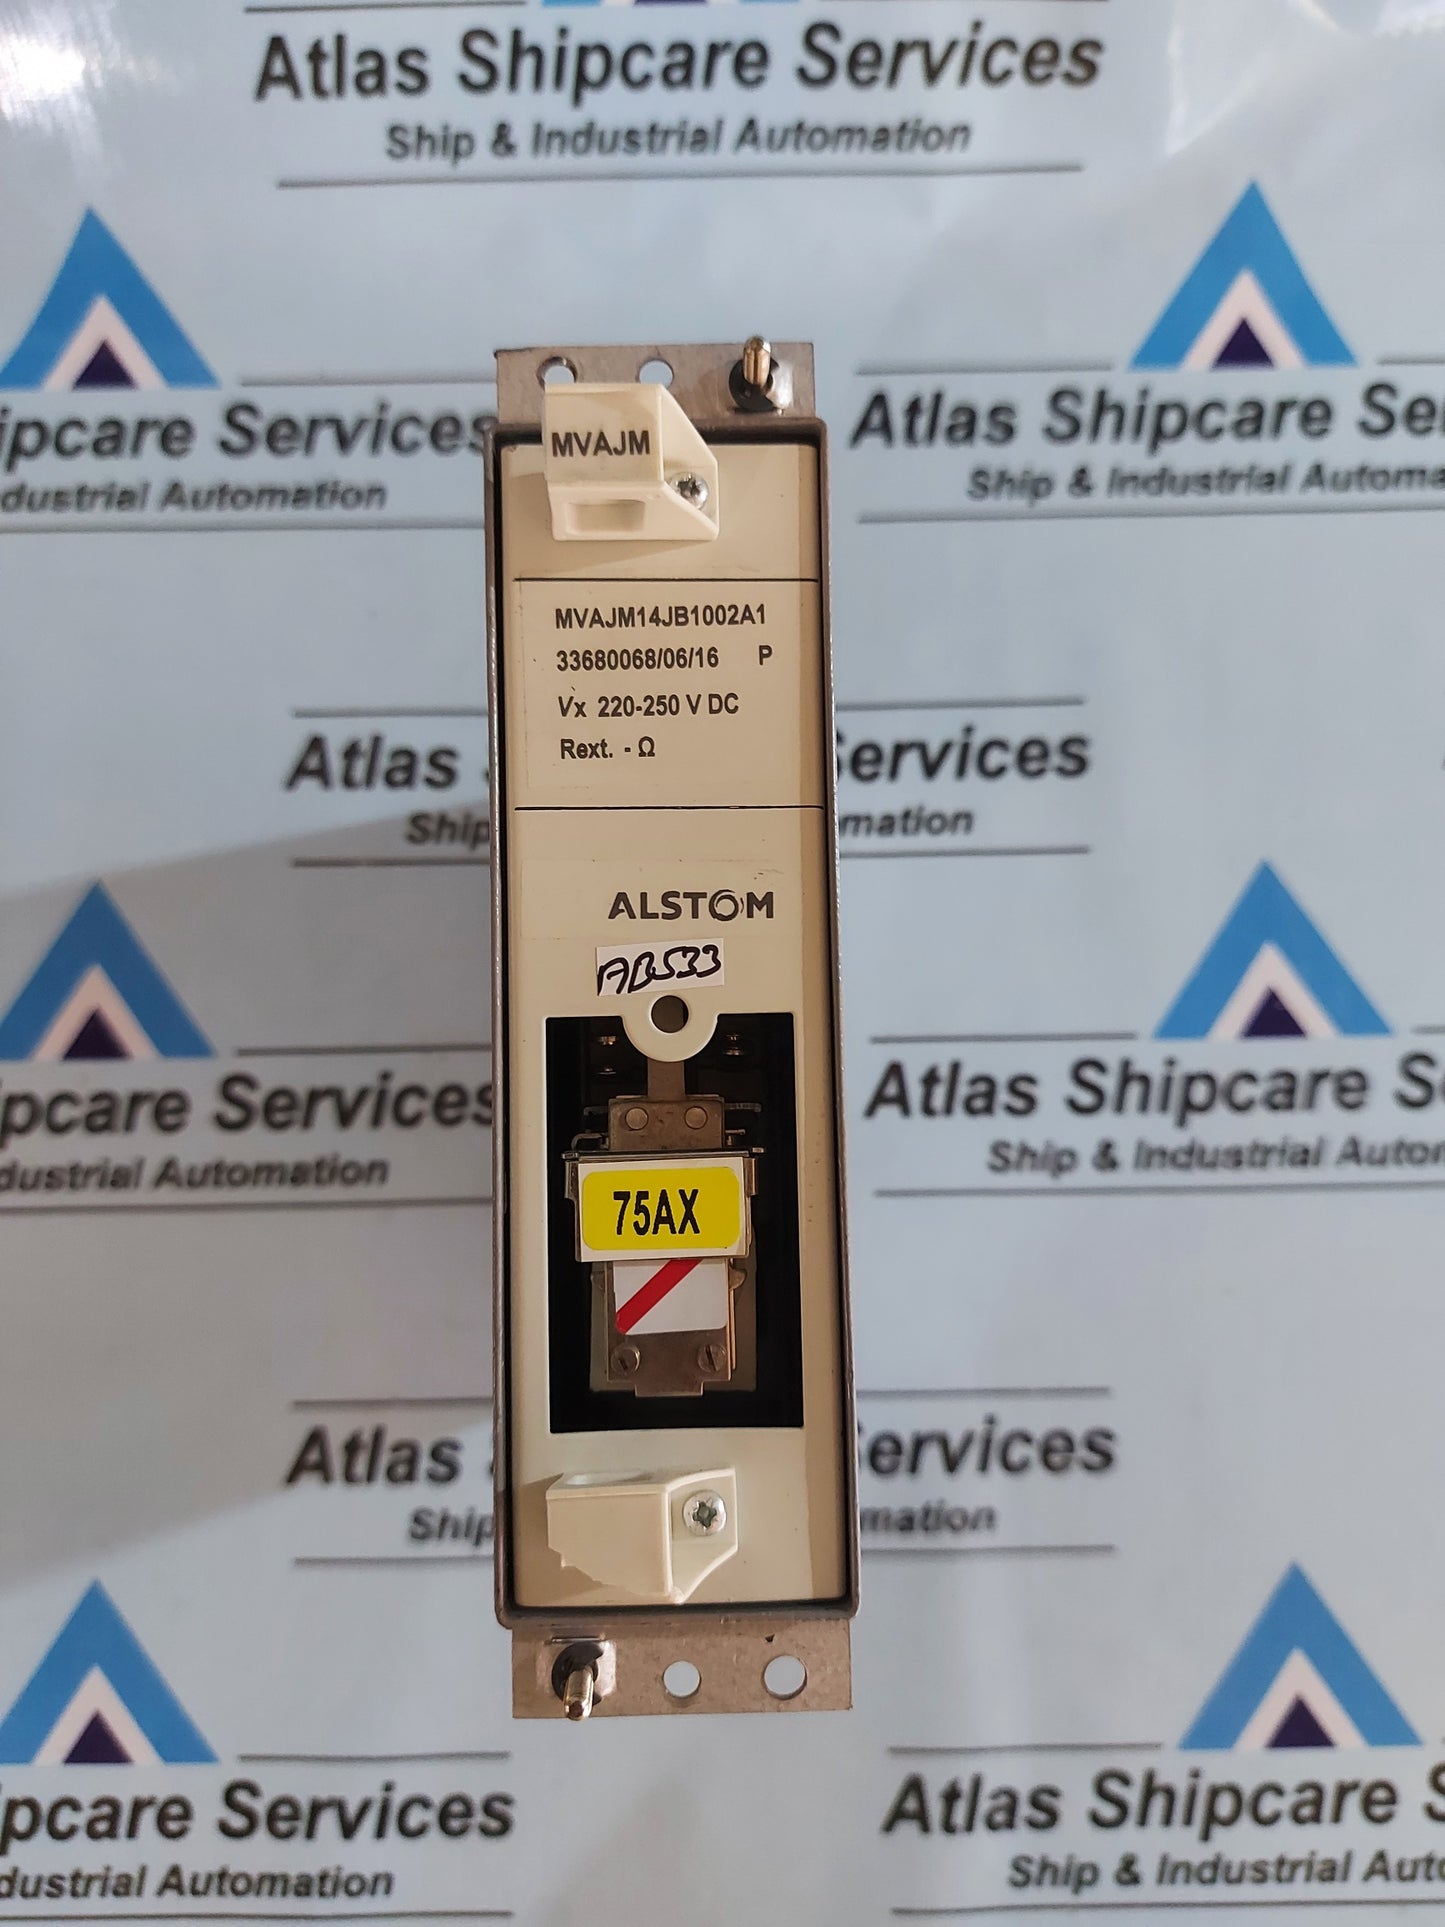 Atlas Shipcare Services
Ship & Industrial Automation
ipcare Services
dustrial Automation
Atlas Shipcare Se
Ship & Industrial Automa
MVAJM
MVAJM14JB1002A1
33680068/06/16 P
Vx 220-250 V DC
Rext. - Ω
Atlas S
ervices
Ship
mation
ALSTOM
AB533
pcare Services
dustrial Automation
Atlas Shipcare S
Ship & Industrial Autom
75AX
Atlas
ervices
Ship
mation
ipcare Services
dustrial Automation
Atlas Shipcare S
Ship & Industrial Auto